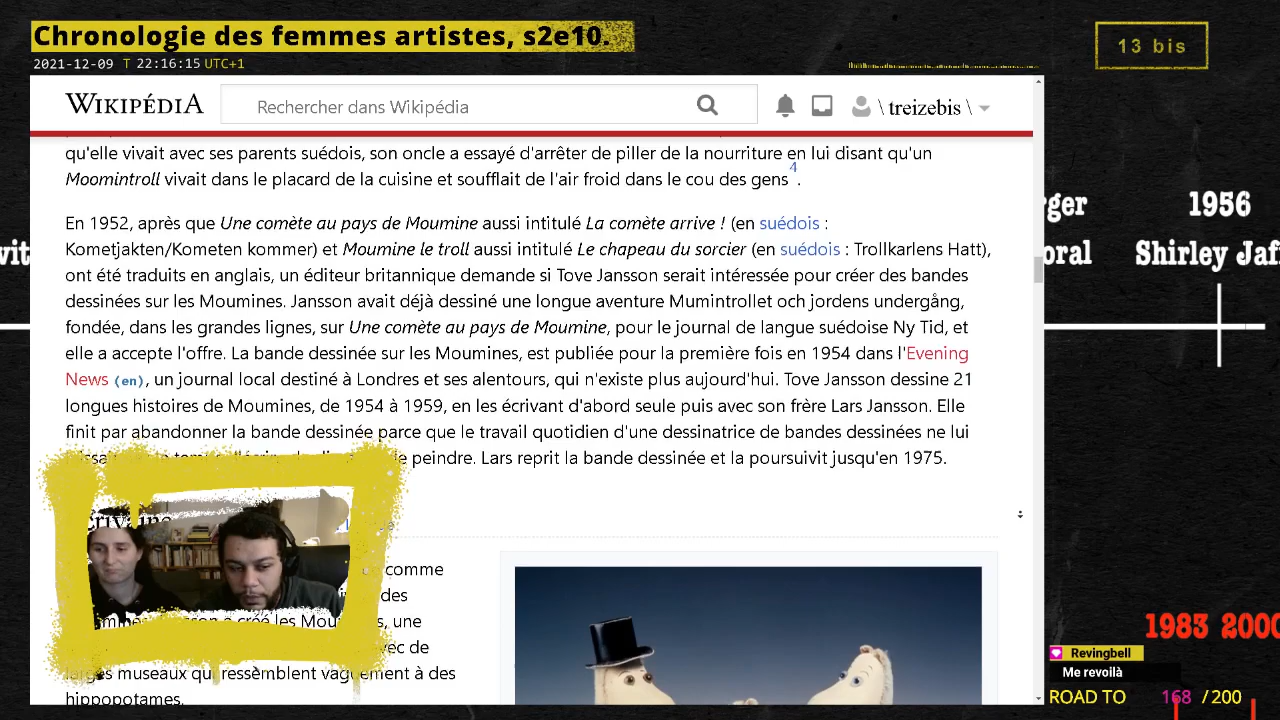 Chronologie des femmes artistes, s2e10.
2021-12-09 T 22:16:15 UTC+1
13 bis
WIKIPÉDIA
Rechercher dans Wikipédia
\ treizebis \
qu'elle vivait avec ses parents suédois, son oncle a essayé d'arrêter de piller de la nourriture en lui disant qu'un
Moomintroll vivait dans le placard de la cuisine et soufflait de l'air froid dans le cou des gens 4.
En 1952, après que Une comète au pays de Moumine aussi intitulé La comète arrive ! (en suédois :
Kometjakten/Kometen kommer) et Moumine le troll aussi intitulé Le chapeau du sorcier (en suédois : Trollkarlens Hatt),
ont été traduits en anglais, un éditeur britannique demande si Tove Jansson serait intéressée pour créer des bandes
dessinées sur les Moumines. Jansson avait déjà dessiné une longue aventure Mumintrollet och jordens undergång,
fondée, dans les grandes lignes, sur Une comète au pays de Moumine, pour le journal de langue suédoise Ny Tid, et
elle a accepte l'offre. La bande dessinée sur les Moumines, est publiée pour la première fois en 1954 dans l'Evening
News (en), un journal local destiné à Londres et ses alentours, qui n'existe plus aujourd'hui. Tove Jansson dessine 21
longues histoires de Moumines, de 1954 à 1959, en les écrivant d'abord seule puis avec son frère Lars Jansson. Elle
finit par abandonner la bande dessinée parce que le travail quotidien d'une dessinatrice de bandes dessinées ne lui
peindre. Lars reprit la bande dessinée et la poursuivit jusqu'en 1975.
comme
des
les
une
de
museaux qui ressemblent vaguement à des
hippopotames.
1956
Shirley Jaf
1983 2000
Revingbell
Me revoilà
ROAD TO 168 / 200